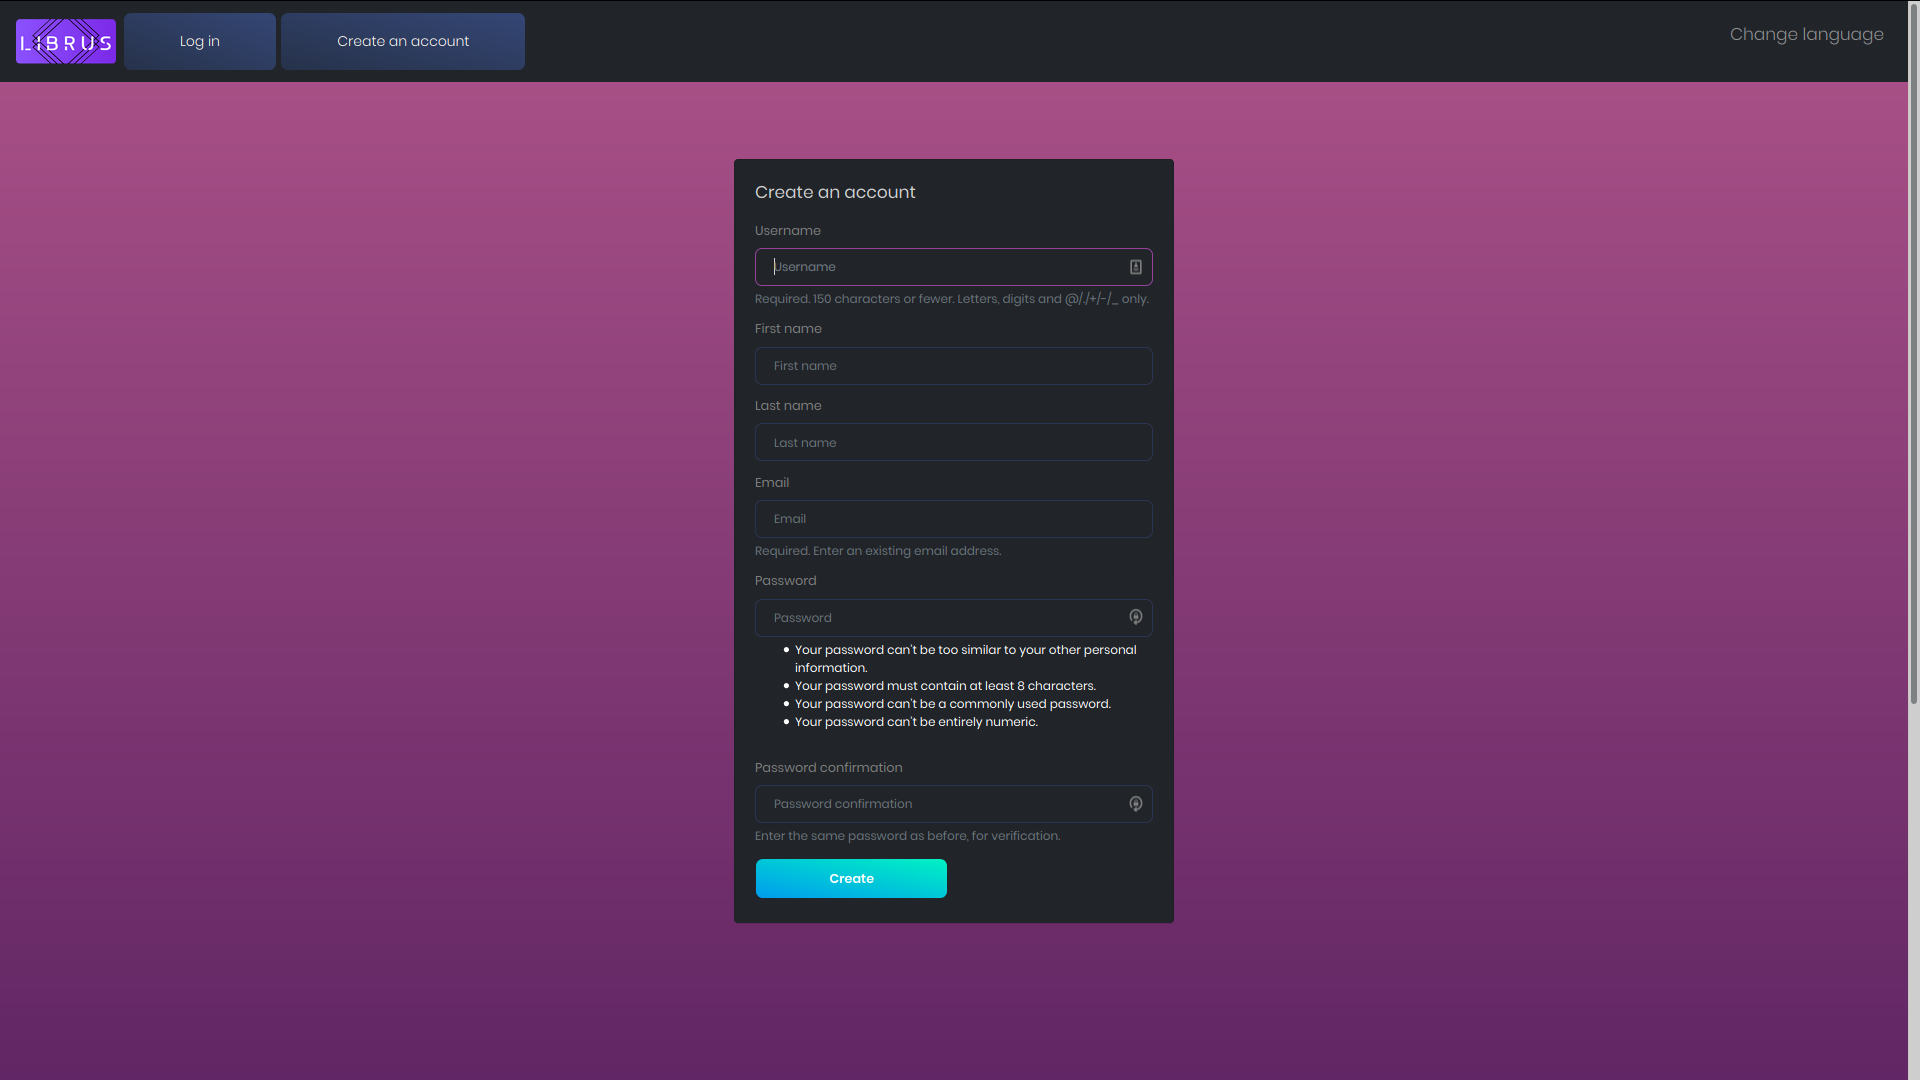 LIBRUS
Log in
Create an account
Change language
Create an account
Username
Username
Required. 150 characters or fewer. Letters, digits and @/./+/-/_ only.
First name
First name
Last name
Last name
Email
Email
Required. Enter an existing email address.
Password
Password
Your password can't be too similar to your other personal
information.
Your password must contain at least 8 characters.
Your password can't be a commonly used password.
Your password can't be entirely numeric.
Password confirmation
Password confirmation
Enter the same password as before, for verification.
Create